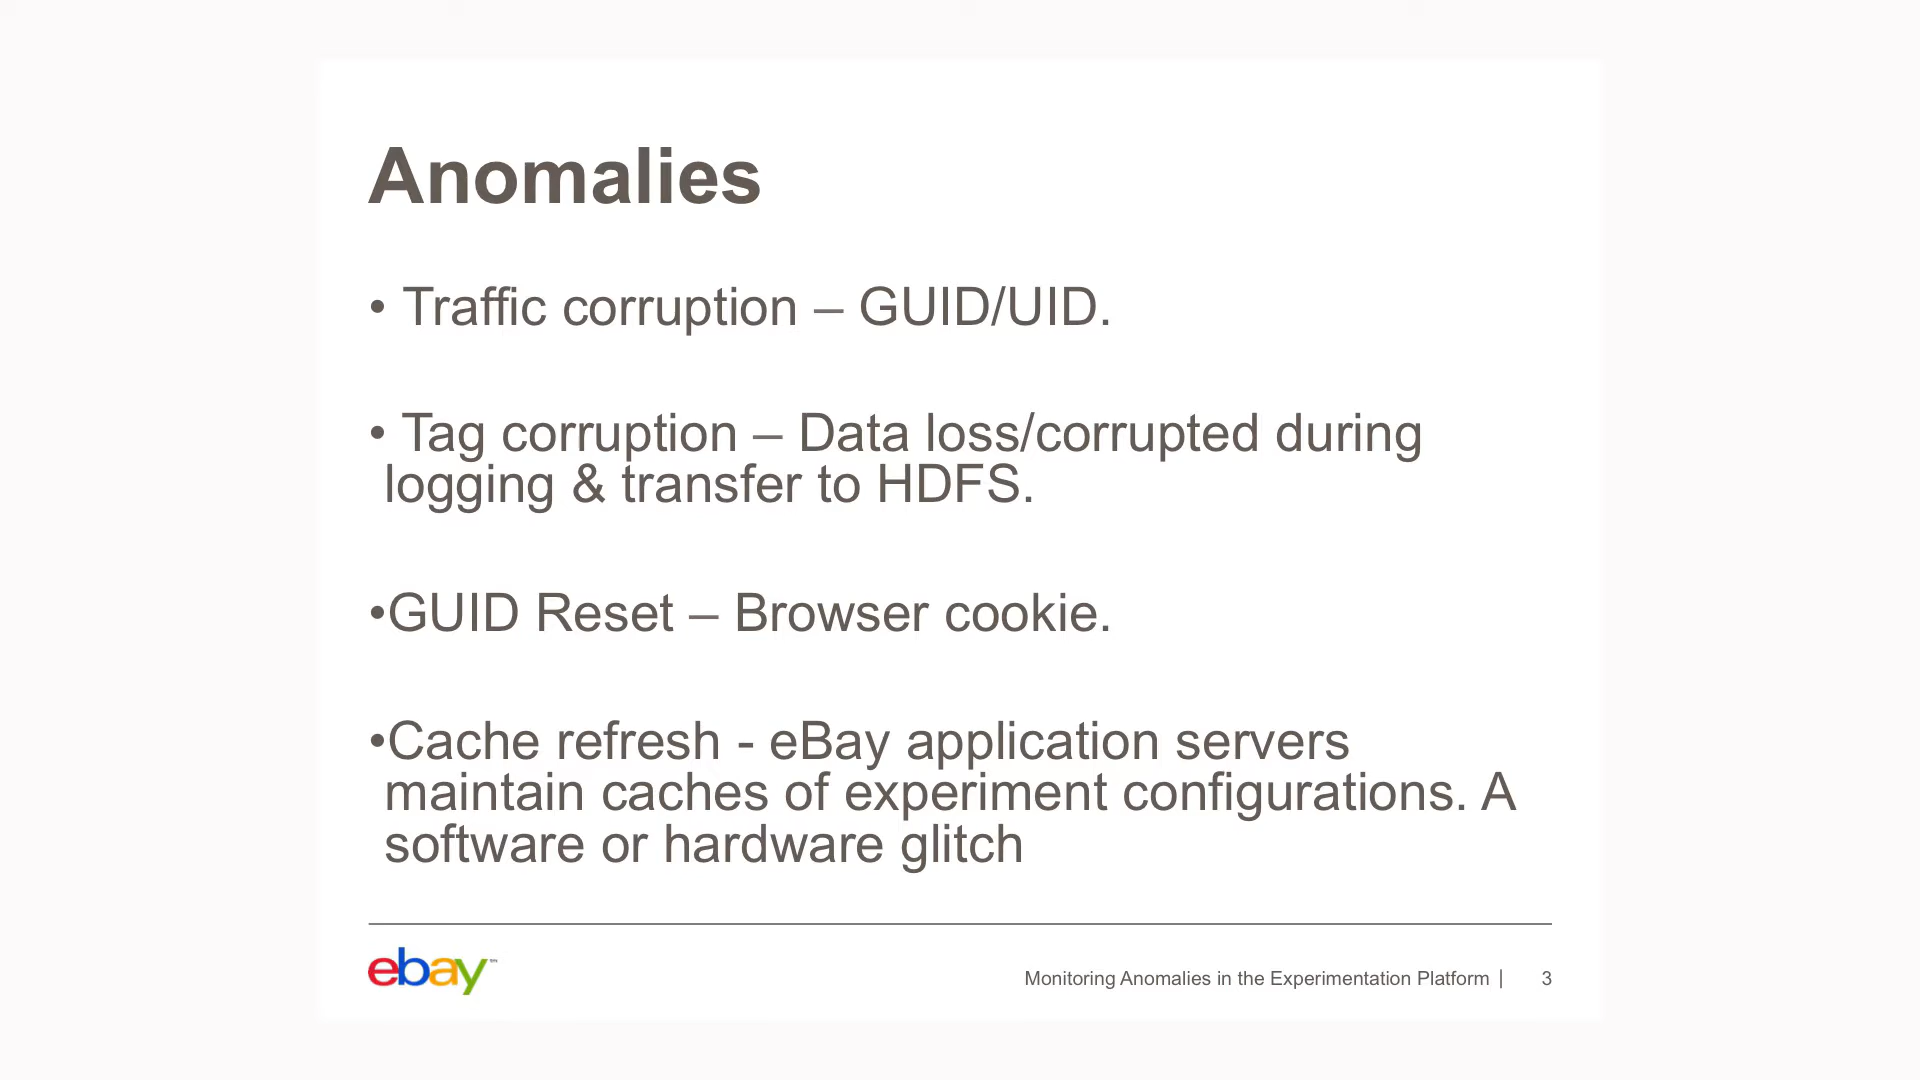 Anomalies
• Traffic corruption – GUID/UID.
• Tag corruption – Data loss/corrupted during
logging & transfer to HDFS.
•GUID Reset – Browser cookie.
•Cache refresh - eBay application servers
maintain caches of experiment configurations. A
software or hardware glitch
ebay™
Monitoring Anomalies in the Experimentation Platform | 3